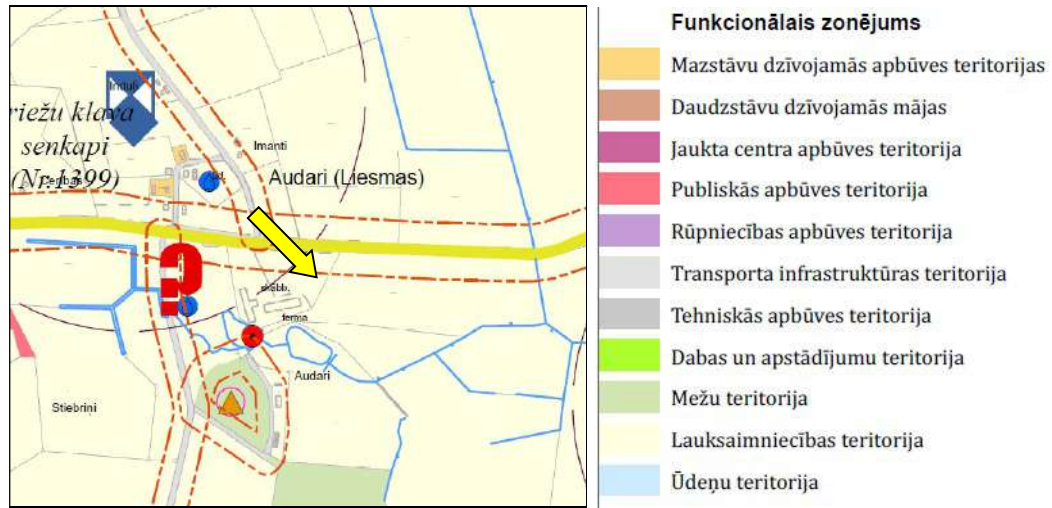 Induļi
riežu klava
senkapi
(Nr.1399)
Imanti
Audari (Liesmas)
skābb.
ferma
Audari
Stiebrini
Funkcionālais zonējums
Mazstāvu dzīvojamās apbūves teritorijas
Daudzstāvu dzīvojamās mājas
Jaukta centra apbūves teritorija
Publiskās apbūves teritorija
Rūpniecības apbūves teritorija
Transporta infrastruktūras teritorija
Tehniskās apbūves teritorija
Dabas un apstādījumu teritorija
Mežu teritorija
Lauksaimniecības teritorija
Ūdeņu teritorija